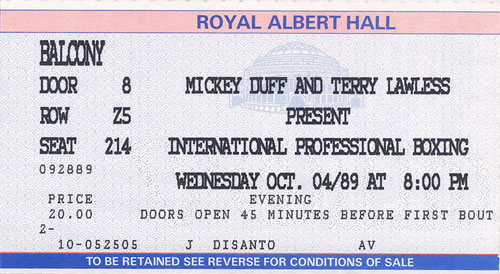 ROYAL ALBERT HALL
BALCONY
DOOR 8 MICKEY DUFF AND TERRY LAWLESS
ROW Z5 PRESENT
SEAT 214 INTERNATIONAL PROFESSIONAL BOXING
092889 WEDNESDAY OCT. 04/89 AT 8:00 PM
PRICE EVENING
20.00 DOORS OPEN 45 MINUTES BEFORE FIRST BOUT
2-
10-052505 J DISANTO AV
TO BE RETAINED SEE REVERSE FOR CONDITIONS OF SALE